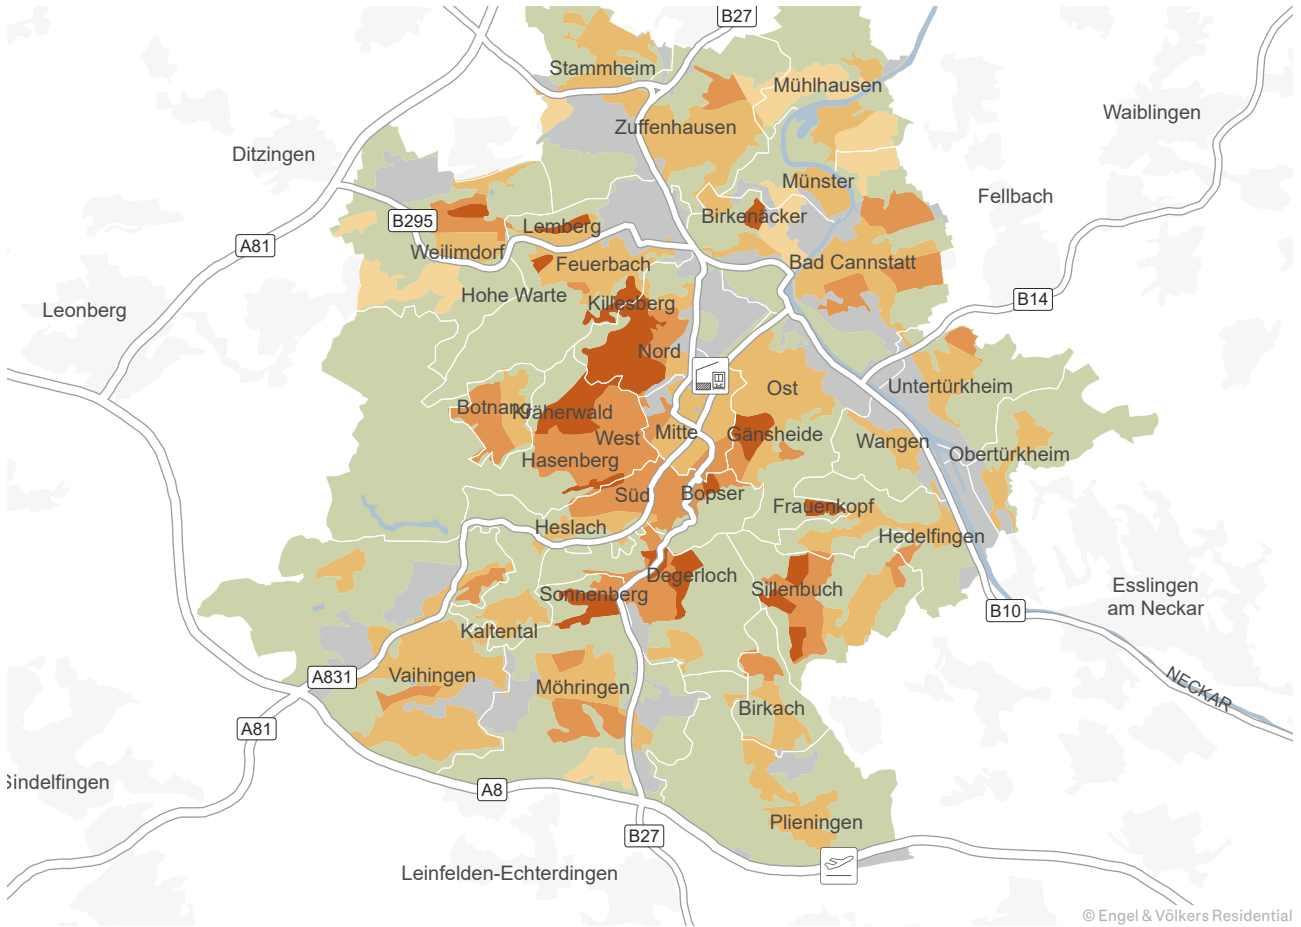 B27
Stammheim
Mühlhausen
Waiblingen
Zuffenhausen
Ditzingen
Münster
Fellbach
B295
Birkenäcker
Lemberg
A81
Weilimdorf
Feuerbach
Bad Cannstatt
Hohe Warte
Killesberg
B14
Leonberg
Nord
Ost
Untertürkheim
Botnang
Kräherwald
West
Mitte
Gänsheide
Wangen
Obertürkheim
Hasenberg
Süd
Bopser
Frauenkopf
Heslach
Hedelfingen
Degerloch
Sillenbuch
Esslingen
am Neckar
Sonnenberg
B10
Kaltental
A831
Vaihingen
Möhringen
NECKAR
Birkach
A81
Sindelfingen
A8
Plieningen
B27
Leinfelden-Echterdingen
© Engel & Völkers Residential